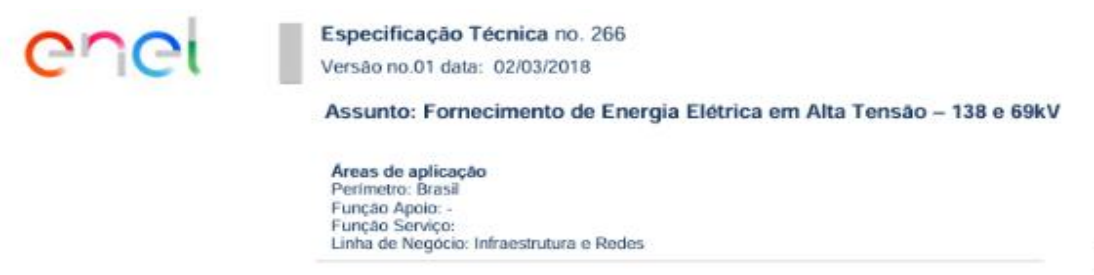 enel
Especificação Técnica no. 266
Versão no.01 data: 02/03/2018
Assunto: Fornecimento de Energia Elétrica em Alta Tensão – 138 e 69kV
Áreas de aplicação
Perímetro: Brasil
Função Apoio: -
Função Serviço:
Linha de Negócio: Infraestrutura e Redes